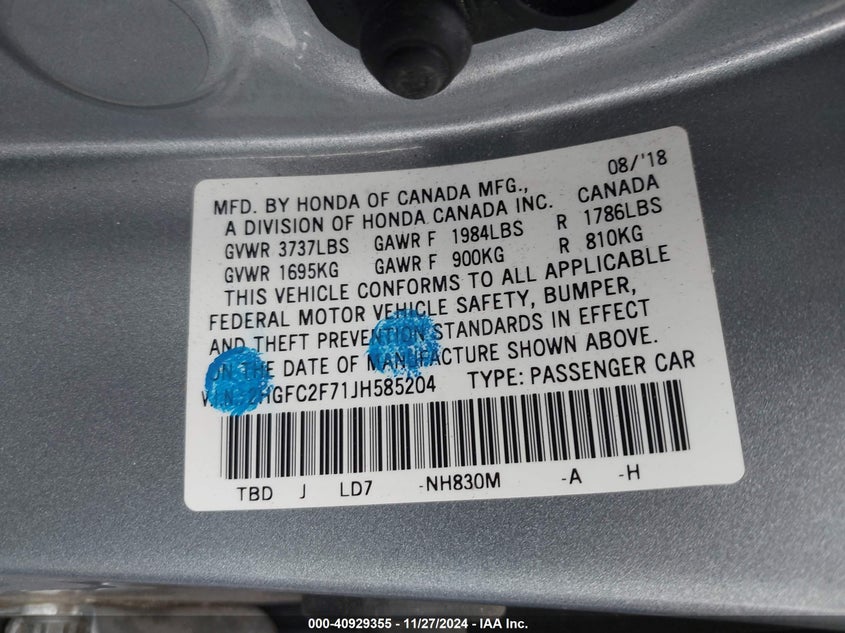 08/'18
MFD. BY HONDA OF CANADA MFG.,
A DIVISION OF HONDA CANADA INC. CANADA
GVWR 3737LBS GAWR F 1984LBS R 1786LBS
GVWR 1695KG GAWR F 900KG R 810KG
THIS VEHICLE CONFORMS TO ALL APPLICABLE
FEDERAL MOTOR VEHICLE SAFETY, BUMPER,
AND THEFT PREVENTION STANDARDS IN EFFECT
ON THE DATE OF MANUFACTURE SHOWN ABOVE.
V.I.N.:2HGFC2F71JH585204 TYPE: PASSENGER CAR
TBD J LD7 -NH830M -A -H
000-40929355 - 11/27/2024 - IAA Inc.